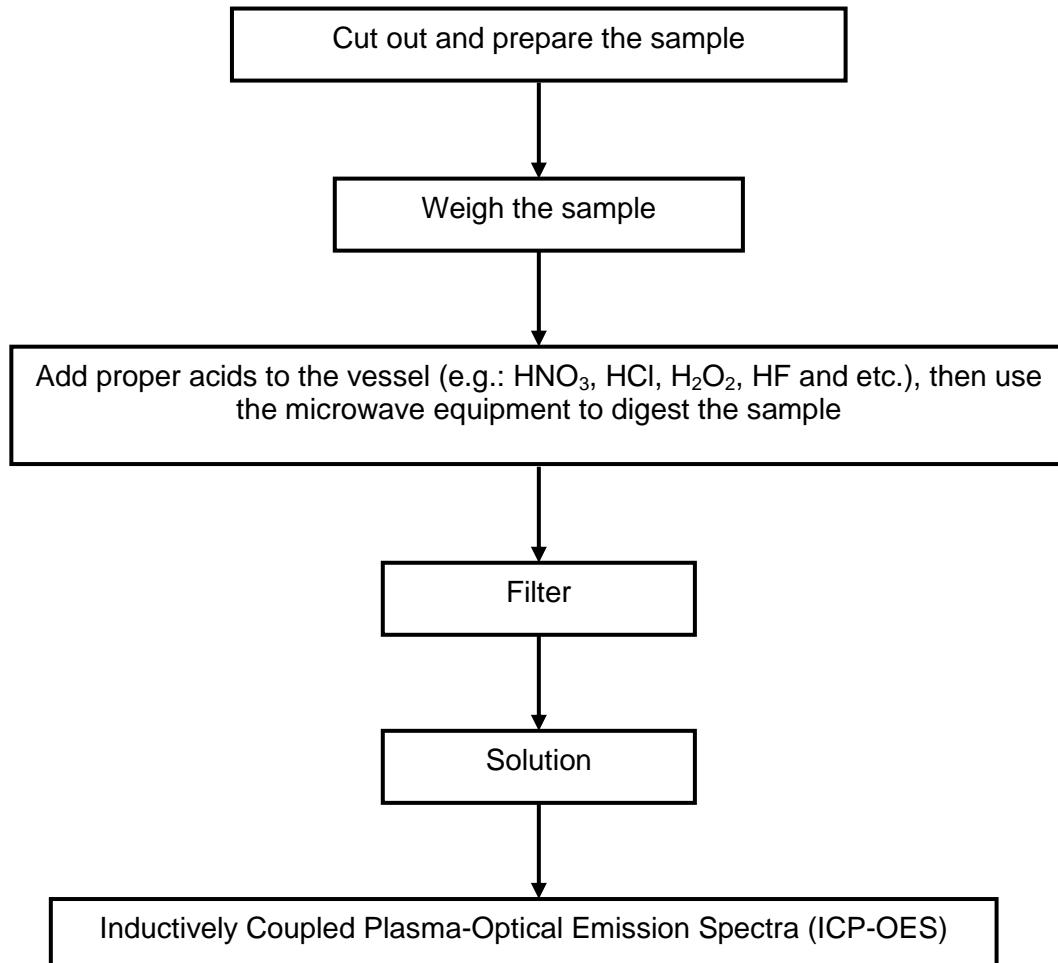 Cut out and prepare the sample
Weigh the sample
Add proper acids to the vessel (e.g.: HNO₃, HCl, H₂O₂, HF and etc.), then use
the microwave equipment to digest the sample
Filter
Solution
Inductively Coupled Plasma-Optical Emission Spectra (ICP-OES)